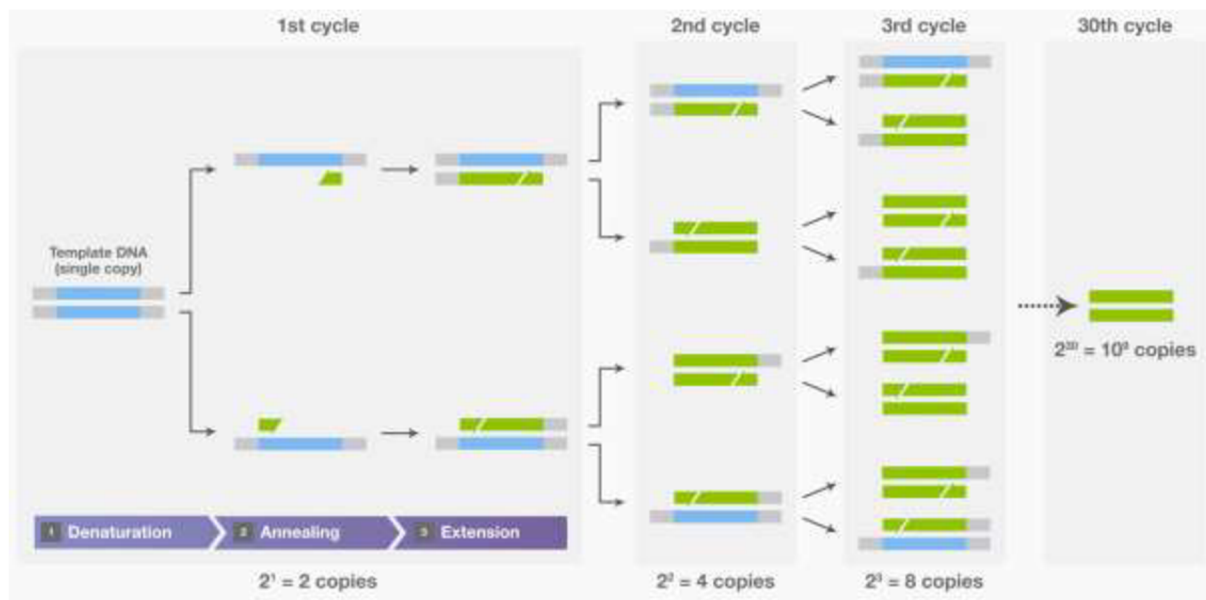 1st cycle
2nd cycle
3rd cycle
30th cycle
Template DNA
(single copy)
1 Denaturation
2 Annealing
3 Extension
2³⁰ = 10⁹ copies
2¹ = 2 copies
2² = 4 copies
2³ = 8 copies